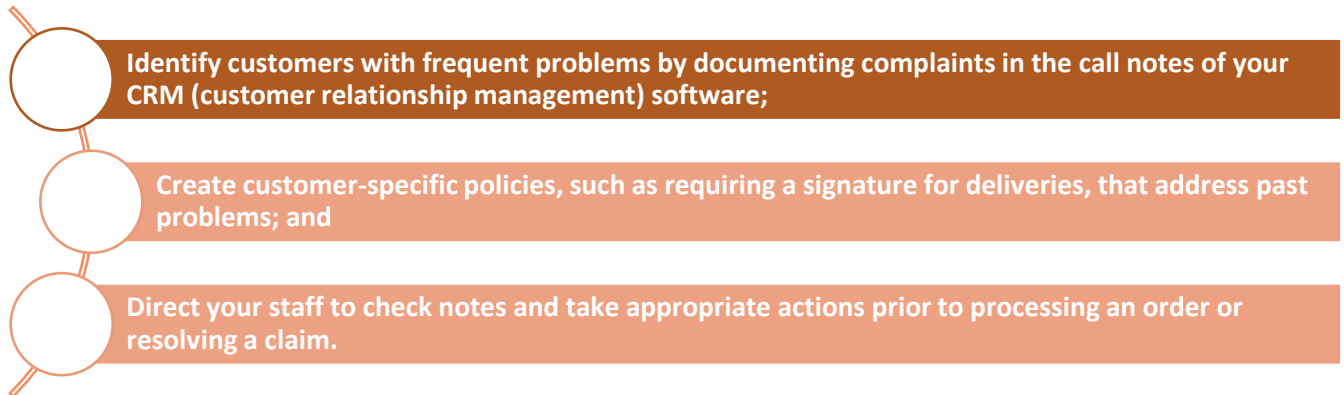 Identify customers with frequent problems by documenting complaints in the call notes of your
CRM (customer relationship management) software;
Create customer-specific policies, such as requiring a signature for deliveries, that address past
problems; and
Direct your staff to check notes and take appropriate actions prior to processing an order or
resolving a claim.